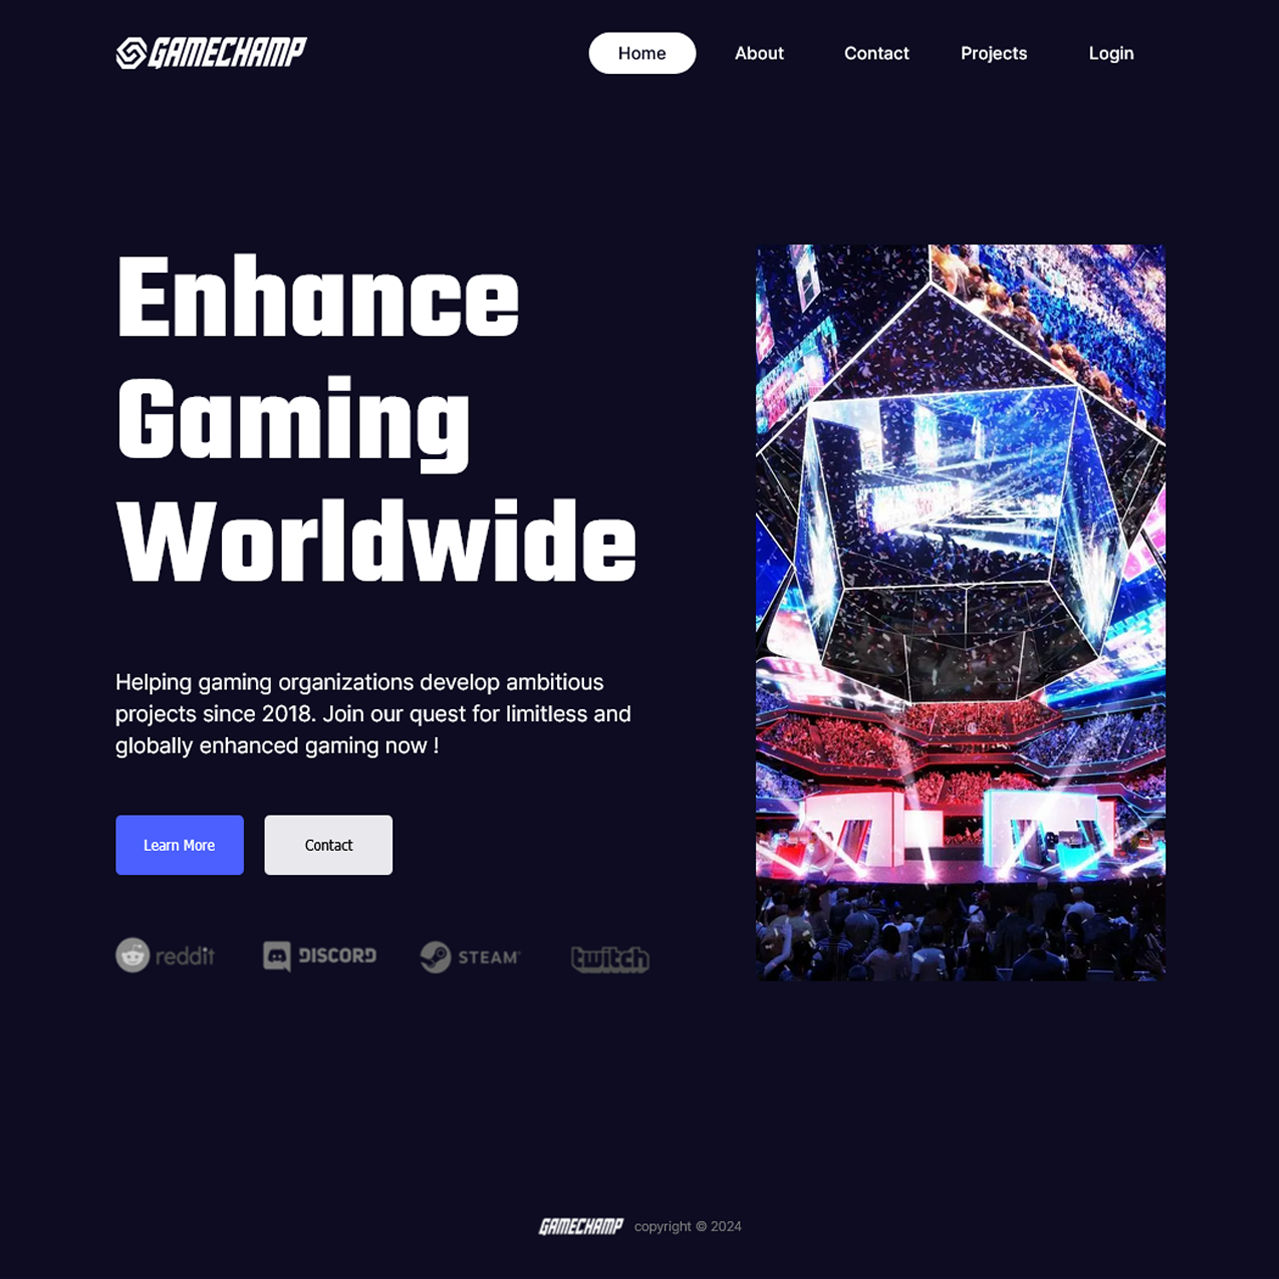 GAMECHAMP
Home
About
Contact
Projects
Login
Enhance
Gaming
Worldwide
Helping gaming organizations develop ambitious
projects since 2018. Join our quest for limitless and
globally enhanced gaming now !
Learn More
Contact
reddit
DISCORD
STEAM
twitch
GAMECHAMP copyright © 2024